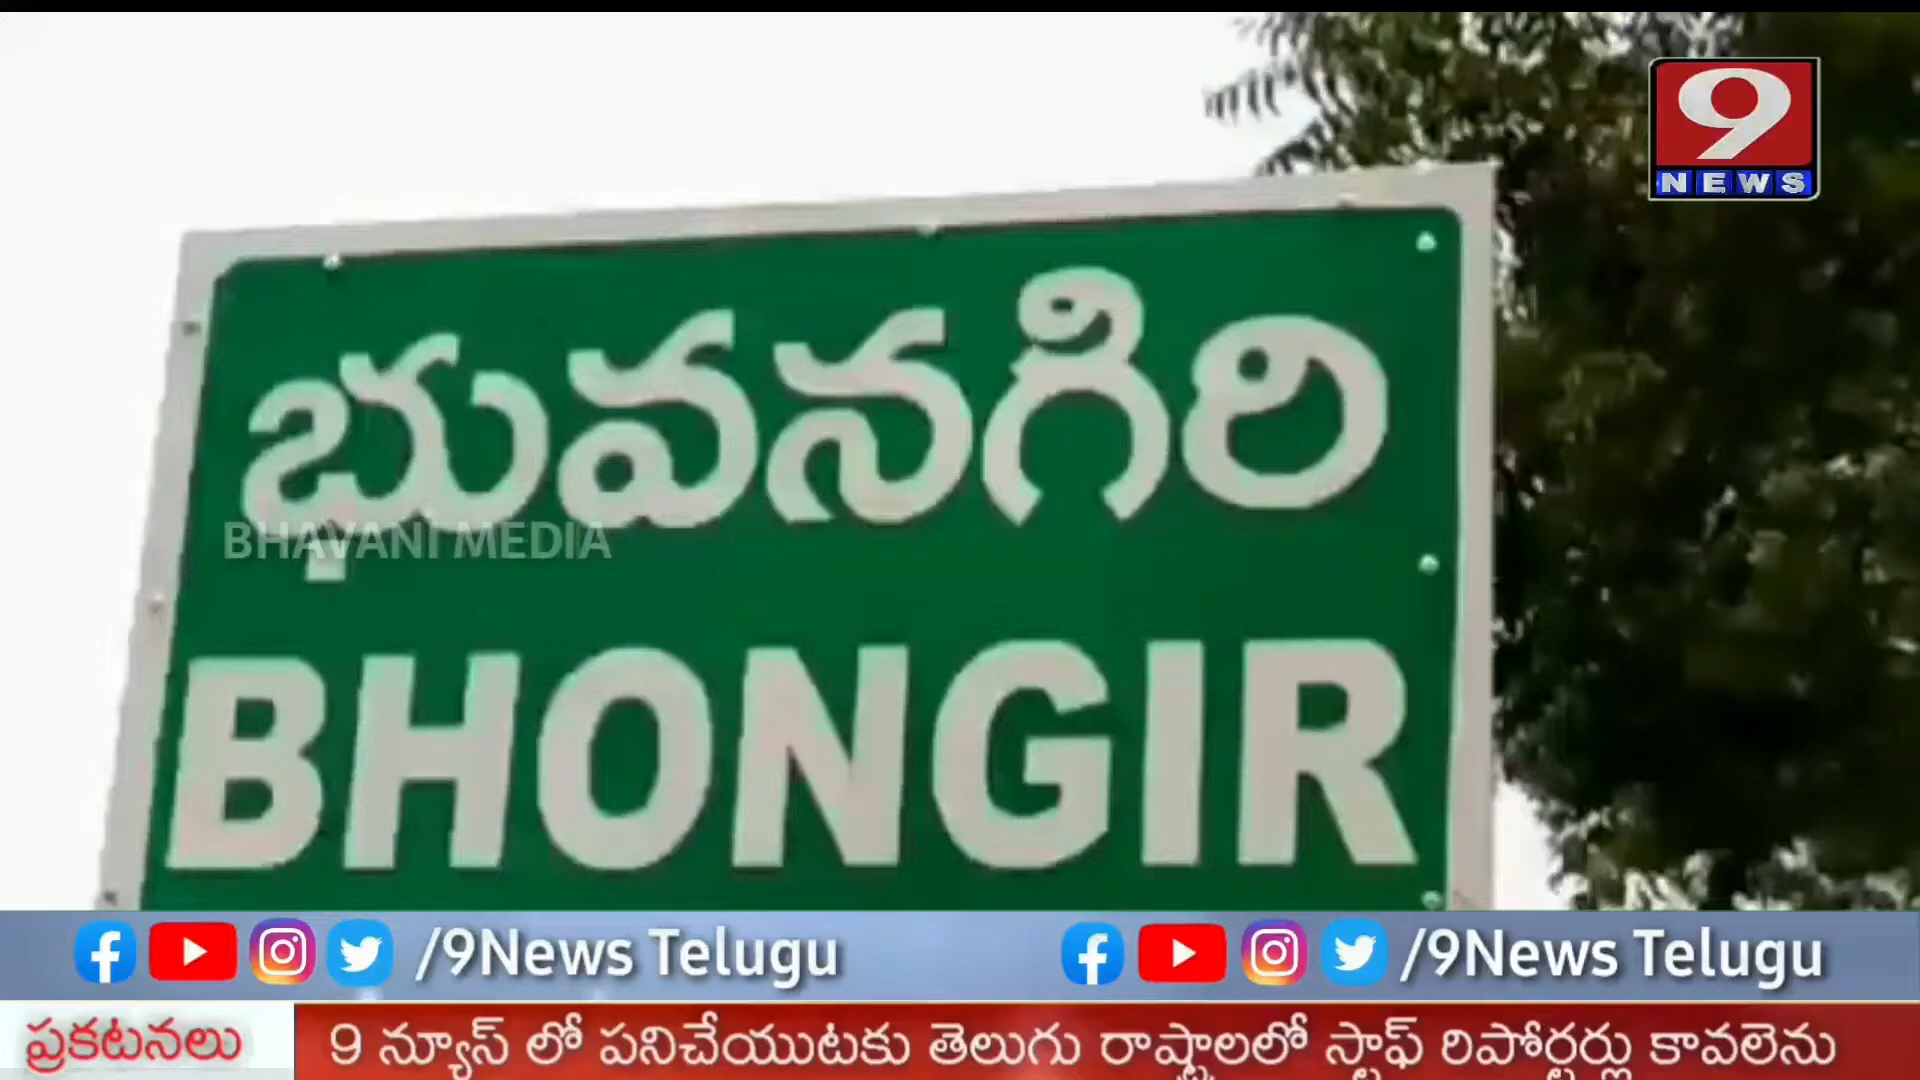 9
NEWS
భువనగిరి
BHAVANI MEDIA
BHONGIR
/9News Telugu /9News Telugu
ప్రకటనలు 9 న్యూస్ లో పనిచేయుటకు తెలుగు రాష్ట్రాలలో స్టాఫ్ రిపోర్టర్లు కావలెను